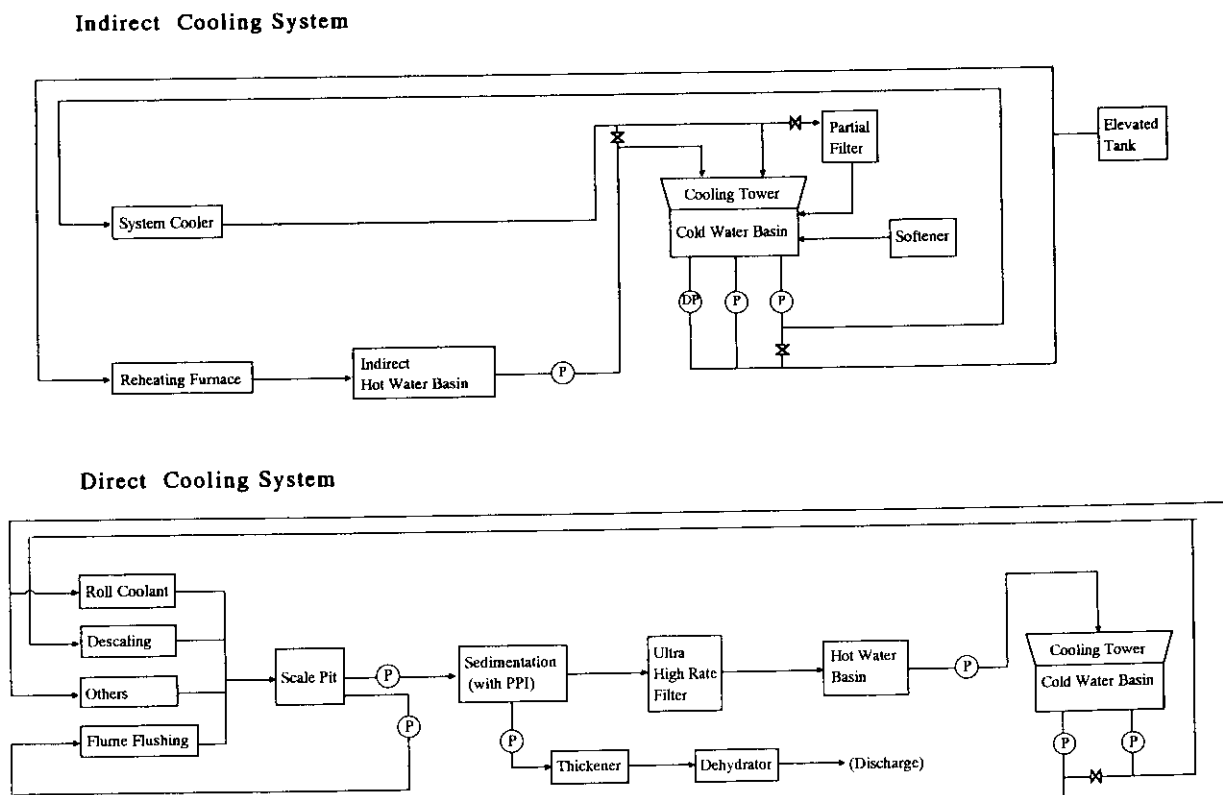 Indirect Cooling System
Partial
Filter
Elevated
Tank
Cooling Tower
System Cooler
Cold Water Basin
Softener
DP
P
P
Reheating Furnace
Indirect
Hot Water Basin
P
Direct Cooling System
Roll Coolant
Descaling
Others
Flume Flushing
Scale Pit
P
P
Sedimentation
(with PPI)
P
Ultra
High Rate
Filter
Hot Water
Basin
P
Cooling Tower
Cold Water Basin
P
P
Thickener
Dehydrator
(Discharge)